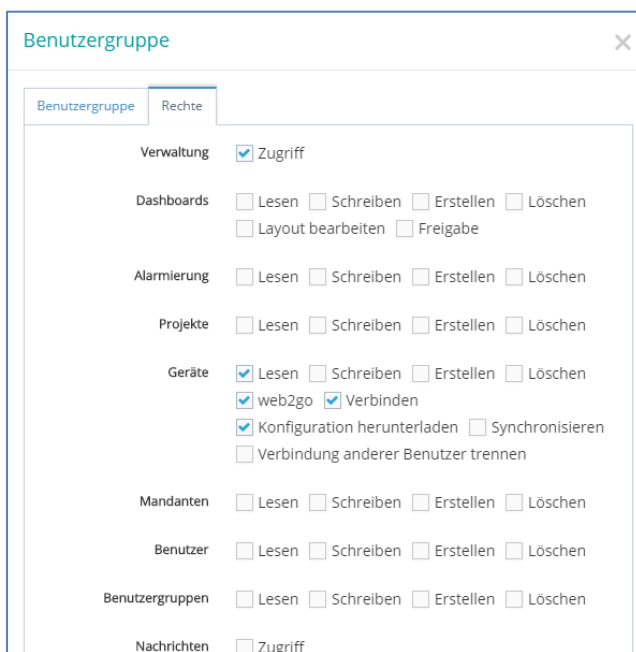 Benutzergruppe
Benutzergruppe Rechte
Verwaltung Zugriff
Dashboards Lesen Schreiben Erstellen Löschen
Layout bearbeiten Freigabe
Alarmierung Lesen Schreiben Erstellen Löschen
Projekte Lesen Schreiben Erstellen Löschen
Geräte Lesen Schreiben Erstellen Löschen
web2go Verbinden
Konfiguration herunterladen Synchronisieren
Verbindung anderer Benutzer trennen
Mandanten Lesen Schreiben Erstellen Löschen
Benutzer Lesen Schreiben Erstellen Löschen
Benutzergruppen Lesen Schreiben Erstellen Löschen
Nachrichten Zugriff